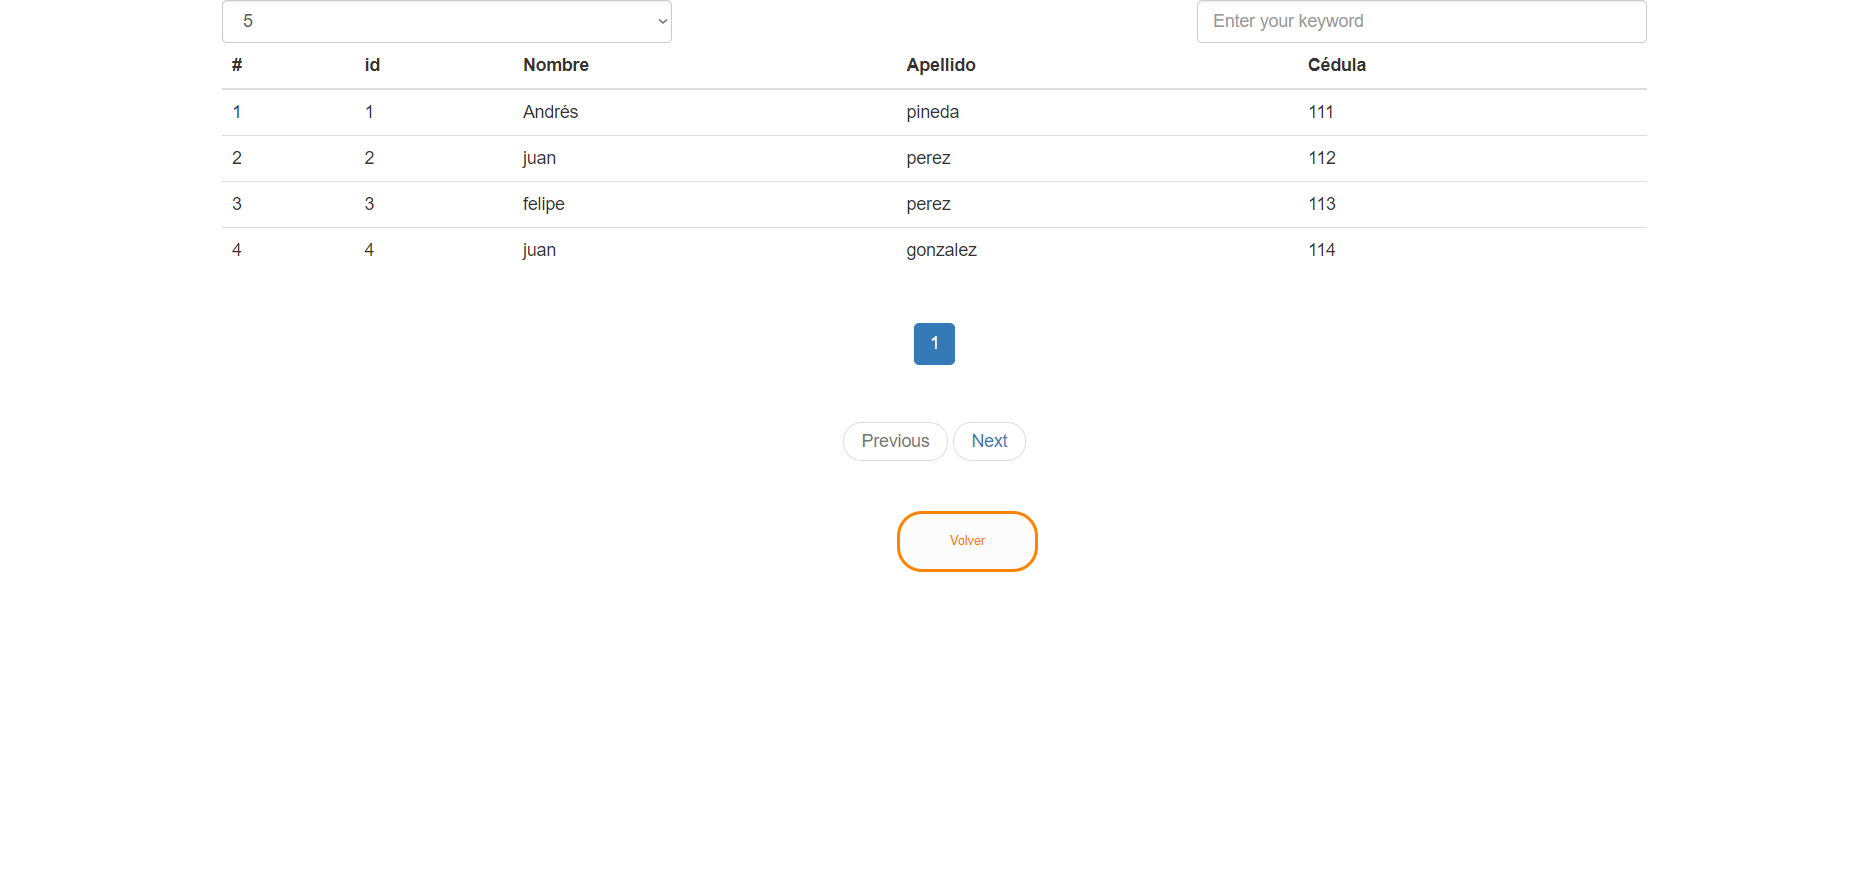 5 Enter your keyword
# id Nombre Apellido Cédula
1 1 Andrés pineda 111
2 2 juan perez 112
3 3 felipe perez 113
4 4 juan gonzalez 114
1
Previous Next
Volver